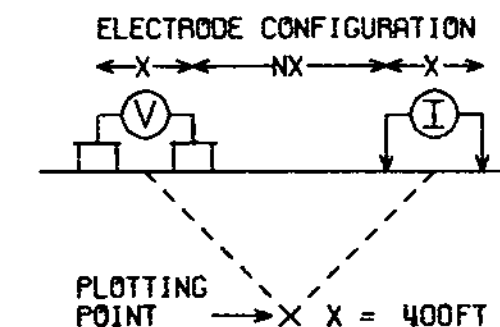 ELECTRODE CONFIGURATION
X NX X
V I
PLOTTING
POINT X X = 400FT